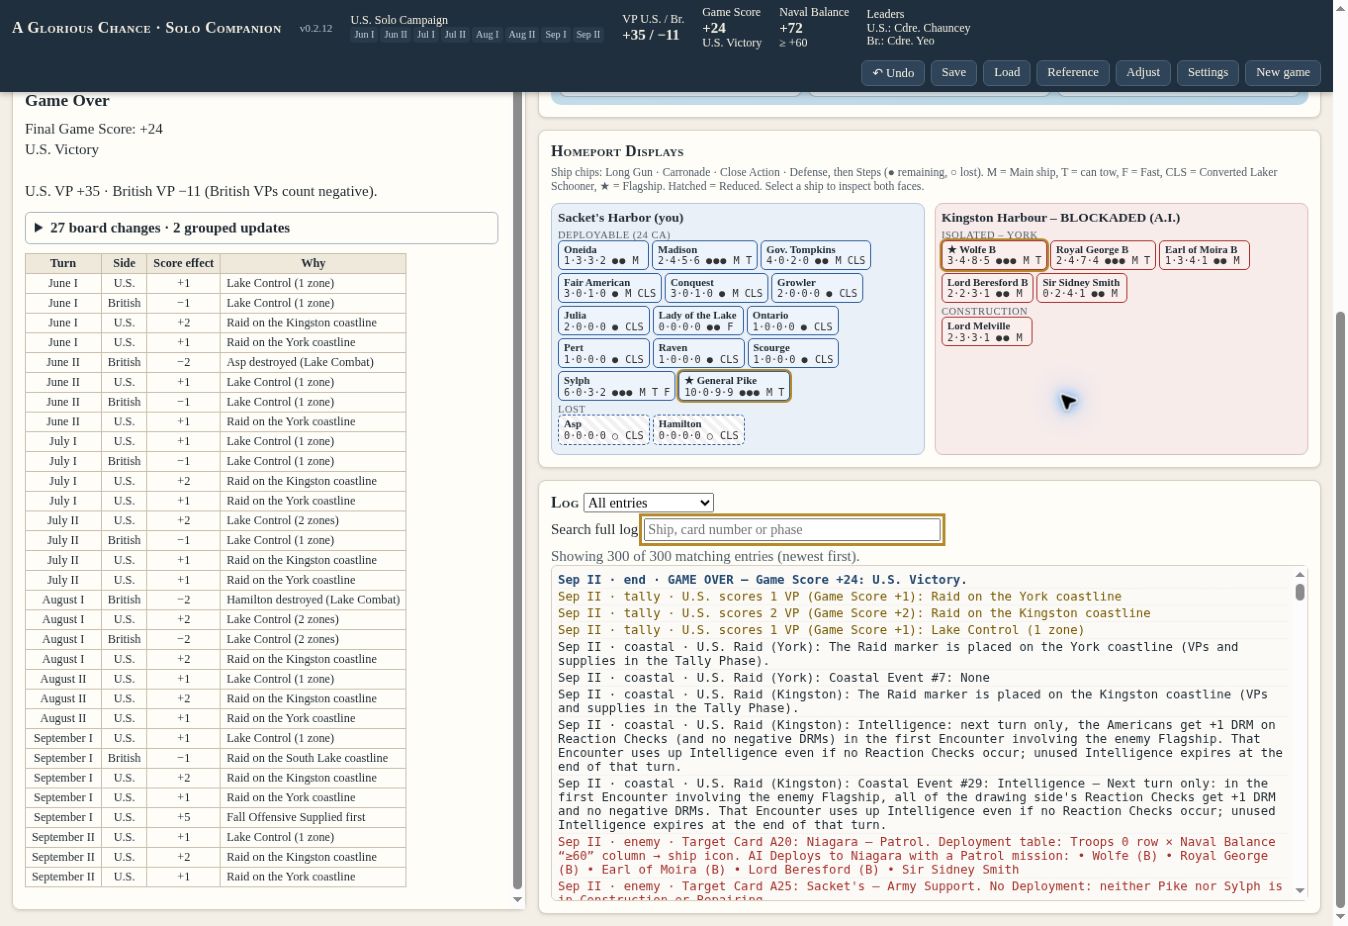 A Glorious Chance · Solo Companion
v0.2.12
U.S. Solo Campaign
Jun I Jun II Jul I Jul II Aug I Aug II Sep I Sep II
VP U.S. / Br.
+35 / −11
Game Score
+24
U.S. Victory
Naval Balance
+72
≥ +60
Leaders
U.S.: Cdre. Chauncey
Br.: Cdre. Yeo
↶ Undo
Save
Load
Reference
Adjust
Settings
New game
Game Over
Final Game Score: +24
U.S. Victory
U.S. VP +35 · British VP −11 (British VPs count negative).
▶ 27 board changes · 2 grouped updates
Turn Side Score effect Why
June I U.S. +1 Lake Control (1 zone)
June I British −1 Lake Control (1 zone)
June I U.S. +2 Raid on the Kingston coastline
June I U.S. +1 Raid on the York coastline
June II British −2 Asp destroyed (Lake Combat)
June II U.S. +1 Lake Control (1 zone)
June II British −1 Lake Control (1 zone)
June II U.S. +1 Raid on the York coastline
July I U.S. +1 Lake Control (1 zone)
July I British −1 Lake Control (1 zone)
July I U.S. +2 Raid on the Kingston coastline
July I U.S. +1 Raid on the York coastline
July II U.S. +2 Lake Control (2 zones)
July II British −1 Lake Control (1 zone)
July II U.S. +1 Raid on the Kingston coastline
July II U.S. +1 Raid on the York coastline
August I British −2 Hamilton destroyed (Lake Combat)
August I U.S. +2 Lake Control (2 zones)
August I British −2 Lake Control (2 zones)
August I U.S. +2 Raid on the Kingston coastline
August II U.S. +1 Lake Control (1 zone)
August II U.S. +2 Raid on the Kingston coastline
August II U.S. +1 Raid on the York coastline
September I U.S. +1 Lake Control (1 zone)
September I British −1 Raid on the South Lake coastline
September I U.S. +2 Raid on the Kingston coastline
September I U.S. +1 Raid on the York coastline
September I U.S. +5 Fall Offensive Supplied first
September II U.S. +1 Lake Control (1 zone)
September II U.S. +2 Raid on the Kingston coastline
September II U.S. +1 Raid on the York coastline
Homeport Displays
Ship chips: Long Gun · Carronade · Close Action · Defense, then Steps (● remaining, ○ lost). M = Main ship, T = can tow, F = Fast, CLS = Converted Laker
Schooner, ★ = Flagship. Hatched = Reduced. Select a ship to inspect both faces.
Sacket's Harbor (you)
DEPLOYABLE (24 CA)
Oneida
1·3·3·2 ●● M
Madison
2·4·5·6 ●●● M T
Gov. Tompkins
4·0·2·0 ●● M CLS
Fair American
3·0·1·0 ● M CLS
Conquest
3·0·1·0 ● M CLS
Growler
2·0·0·0 ● CLS
Julia
2·0·0·0 ● CLS
Lady of the Lake
0·0·0·0 ●● F
Ontario
1·0·0·0 ● CLS
Pert
1·0·0·0 ● CLS
Raven
1·0·0·0 ● CLS
Scourge
1·0·0·0 ● CLS
Sylph
6·0·3·2 ●●● M T F
★ General Pike
10·0·9·9 ●●● M T
LOST
Asp
0·0·0·0 ○ CLS
Hamilton
0·0·0·0 ○ CLS
Kingston Harbour – BLOCKADED (A.I.)
ISOLATED – YORK
★ Wolfe B
3·4·8·5 ●●● M T
Royal George B
2·4·7·4 ●●● M T
Earl of Moira B
1·3·4·1 ●● M
Lord Beresford B
2·2·3·1 ●● M
Sir Sidney Smith
0·2·4·1 ●● M
CONSTRUCTION
Lord Melville
2·3·3·1 ●● M
Log All entries
Search full log Ship, card number or phase
Showing 300 of 300 matching entries (newest first).
Sep II · end · GAME OVER — Game Score +24: U.S. Victory.
Sep II · tally · U.S. scores 1 VP (Game Score +1): Raid on the York coastline
Sep II · tally · U.S. scores 2 VP (Game Score +2): Raid on the Kingston coastline
Sep II · tally · U.S. scores 1 VP (Game Score +1): Lake Control (1 zone)
Sep II · coastal · U.S. Raid (York): The Raid marker is placed on the York coastline (VPs and
supplies in the Tally Phase).
Sep II · coastal · U.S. Raid (York): Coastal Event #7: None
Sep II · coastal · U.S. Raid (Kingston): The Raid marker is placed on the Kingston coastline (VPs
and supplies in the Tally Phase).
Sep II · coastal · U.S. Raid (Kingston): Intelligence: next turn only, the Americans get +1 DRM on
Reaction Checks (and no negative DRMs) in the first Encounter involving the enemy Flagship. That
Encounter uses up Intelligence even if no Reaction Checks occur; unused Intelligence expires at the
end of that turn.
Sep II · coastal · U.S. Raid (Kingston): Coastal Event #29: Intelligence — Next turn only: in the
first Encounter involving the enemy Flagship, all of the drawing side's Reaction Checks get +1 DRM
and no negative DRMs. That Encounter uses up Intelligence even if no Reaction Checks occur; unused
Intelligence expires at the end of that turn.
Sep II · enemy · Target Card A20: Niagara — Patrol. Deployment table: Troops 0 row × Naval Balance
“≥60” column → ship icon. AI Deploys to Niagara with a Patrol mission: • Wolfe (B) • Royal George
(B) • Earl of Moira (B) • Lord Beresford (B) • Sir Sidney Smith
Sep II · enemy · Target Card A25: Sacket's — Army Support. No Deployment: neither Pike nor Sylph is
in Construction or Repairing.